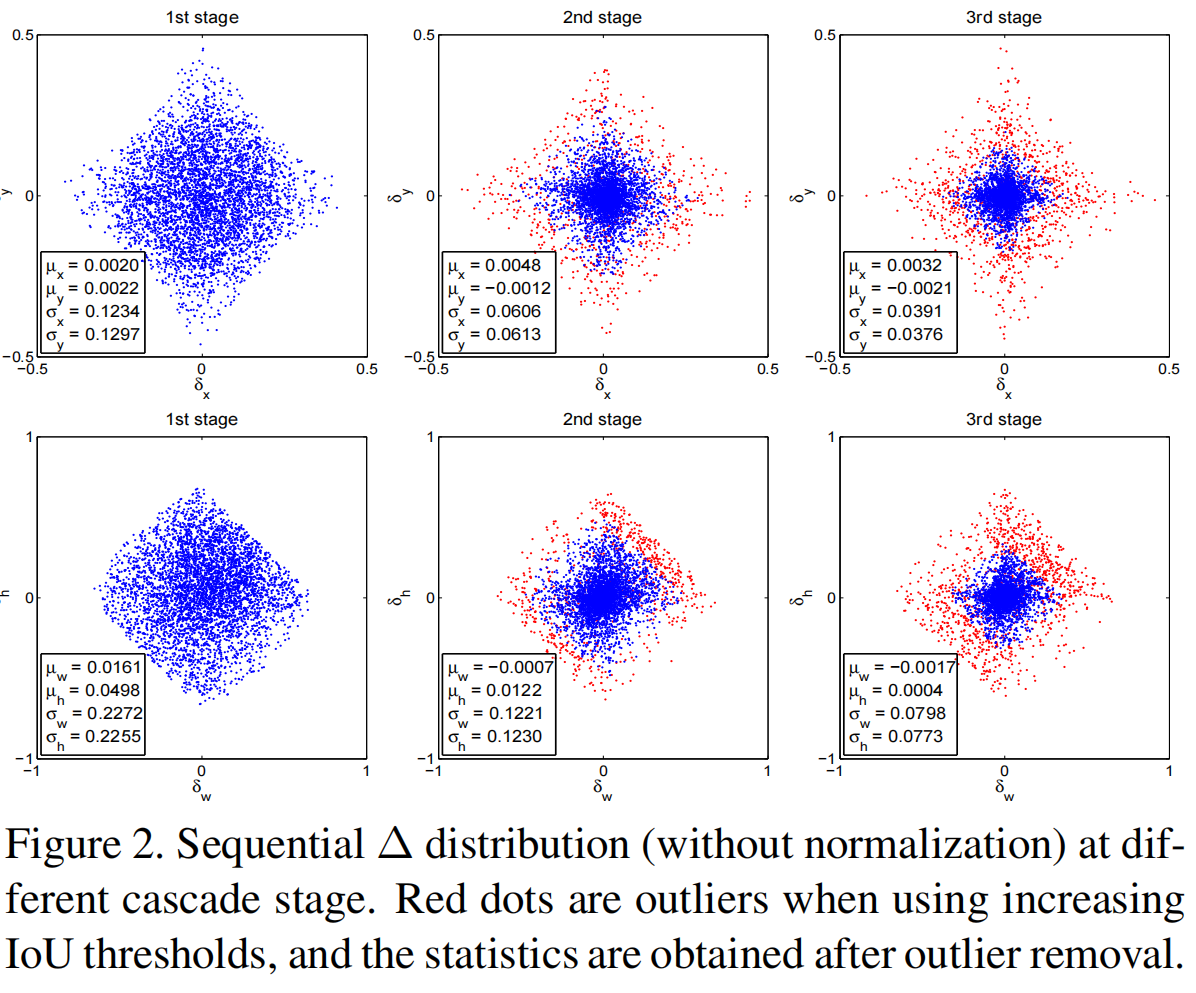 1st stage
2nd stage
3rd stage
0.5
y
0
μx = 0.0020
μy = 0.0022
σx = 0.1234
σy = 0.1297
−0.5
−0.5
0
0.5
δx
0.5
δy
0
μx = 0.0048
μy = −0.0012
σx = 0.0606
σy = 0.0613
−0.5
−0.5
0
0.5
δx
0.5
δy
0
μx = 0.0032
μy = −0.0021
σx = 0.0391
σy = 0.0376
−0.5
−0.5
0
0.5
δx
1st stage
2nd stage
3rd stage
1
h
0
μw = 0.0161
μh = 0.0498
σw = 0.2272
σh = 0.2255
−1
−1
0
1
δw
1
δh
0
μw = −0.0007
μh = 0.0122
σw = 0.1221
σh = 0.1230
−1
−1
0
1
δw
1
δh
0
μw = −0.0017
μh = 0.0004
σw = 0.0798
σh = 0.0773
−1
−1
0
1
δw
Figure 2. Sequential Δ distribution (without normalization) at dif-
ferent cascade stage. Red dots are outliers when using increasing
IoU thresholds, and the statistics are obtained after outlier removal.